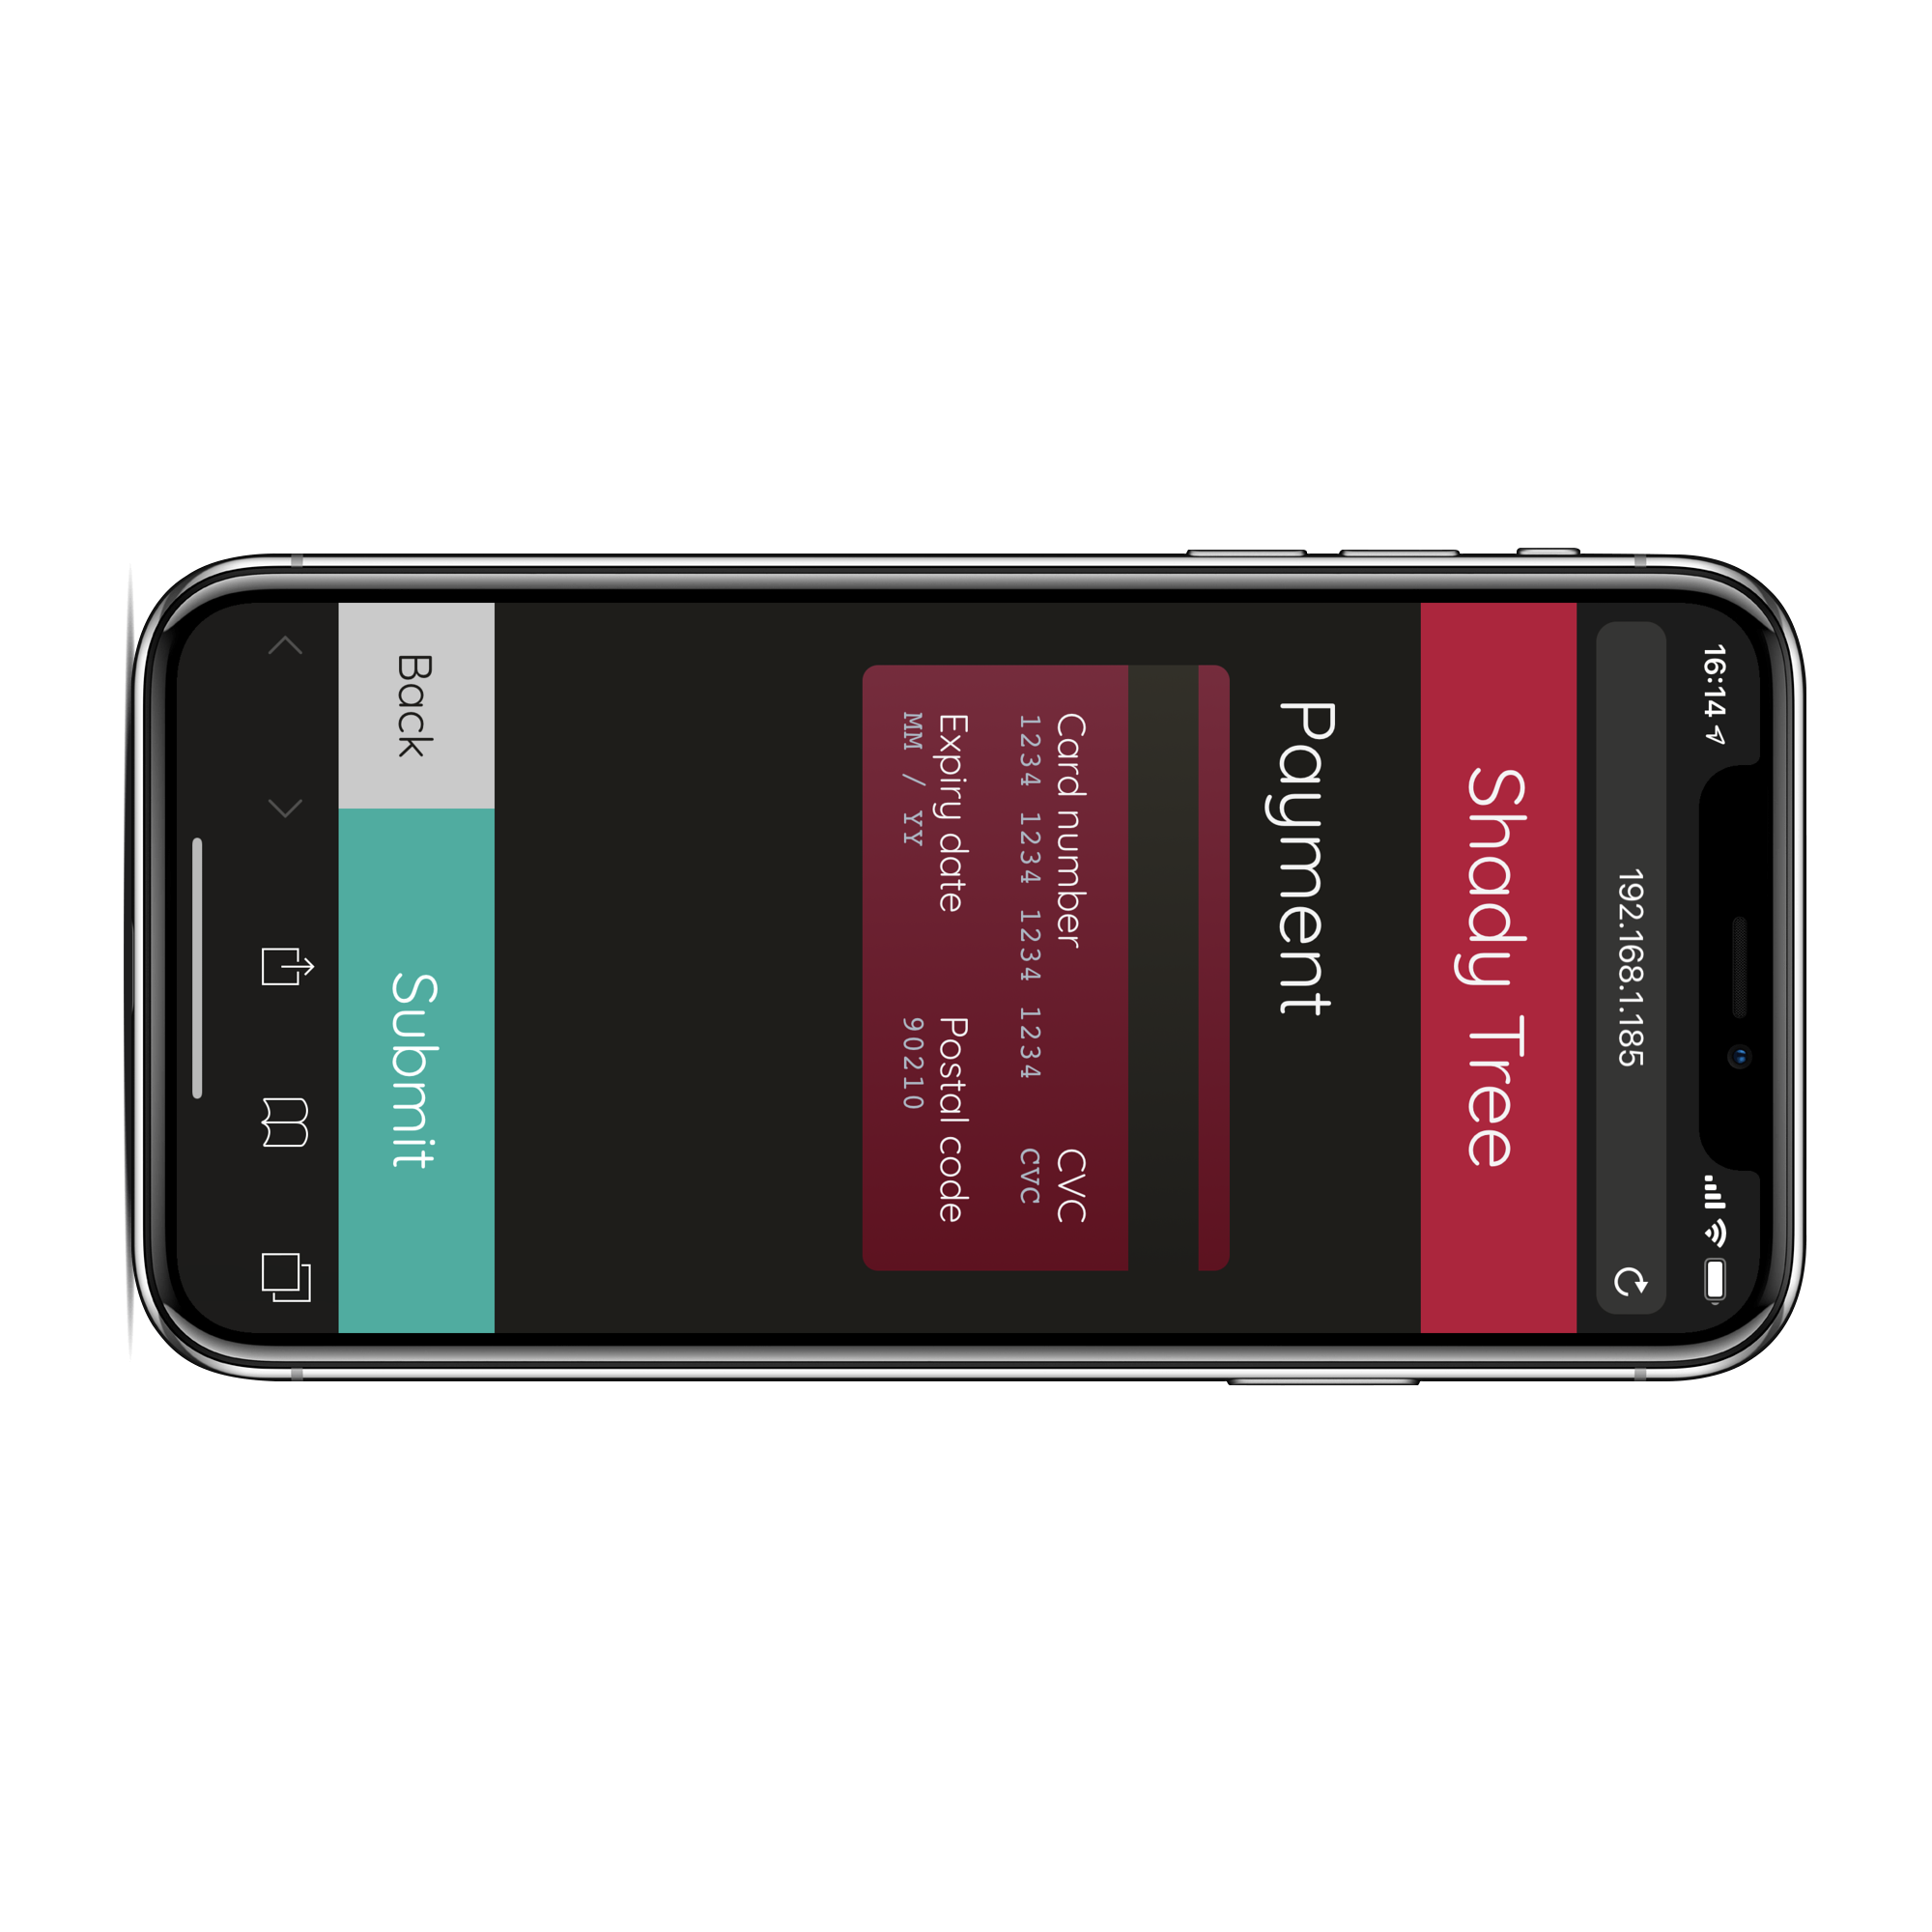 16:14
192.168.1.185
Shady Tree
Payment
Card number CVC
1234 1234 1234 1234 CVC
Expiry date Postal code
MM / YY 90210
Back Submit